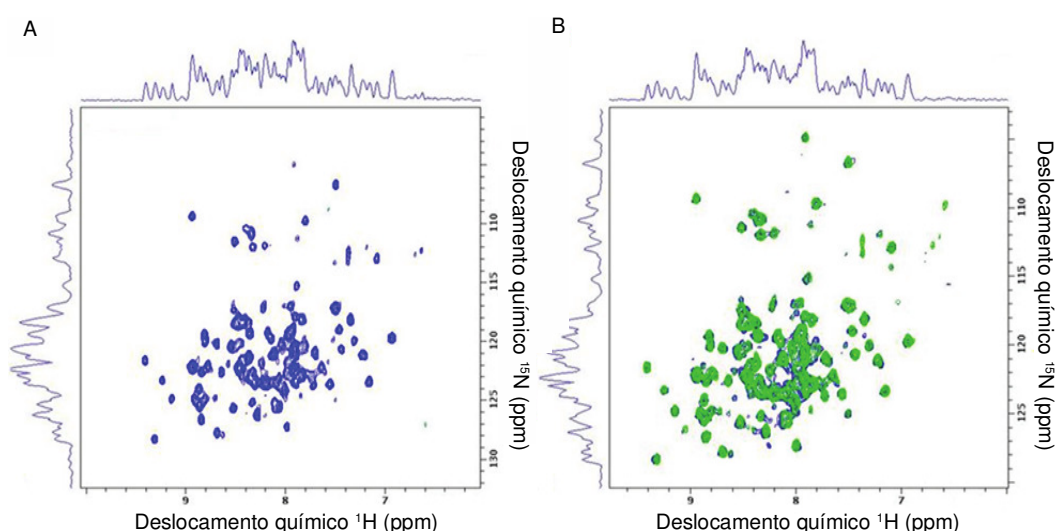 A
B
Deslocamento químico ¹⁵N (ppm)
110
115
120
125
130
9
8
7
Deslocamento químico ¹H (ppm)
Deslocamento químico ¹⁵N (ppm)
110
115
120
125
9
8
7
Deslocamento químico ¹H (ppm)